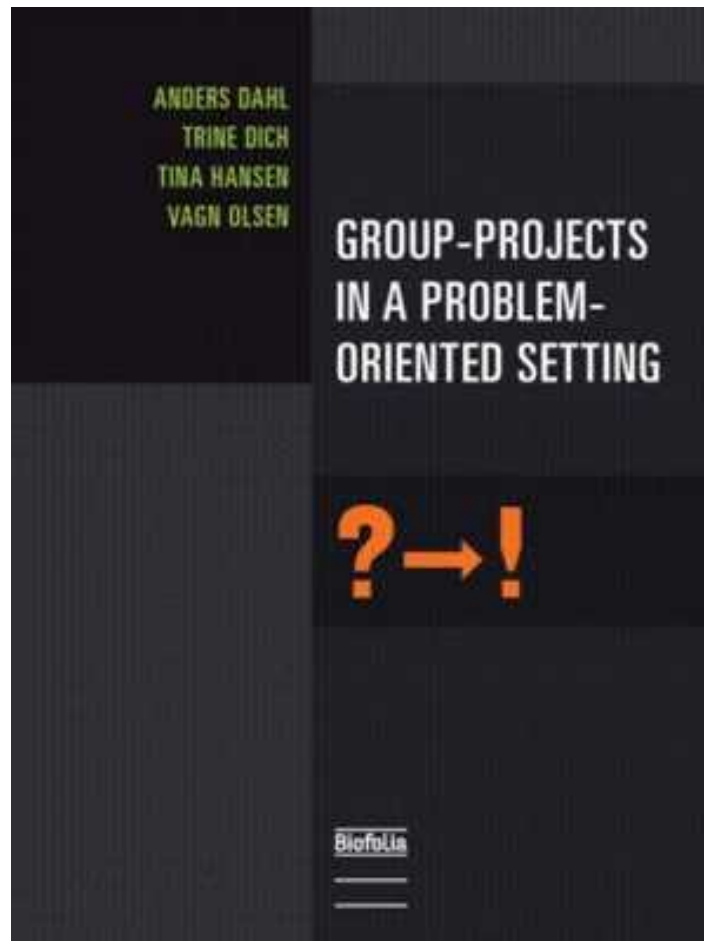 ANDERS DAHL
TRINE DICH
TINA HANSEN
VAGN OLSEN
GROUP-PROJECTS
IN A PROBLEM-
ORIENTED SETTING
?→!
Biofolia